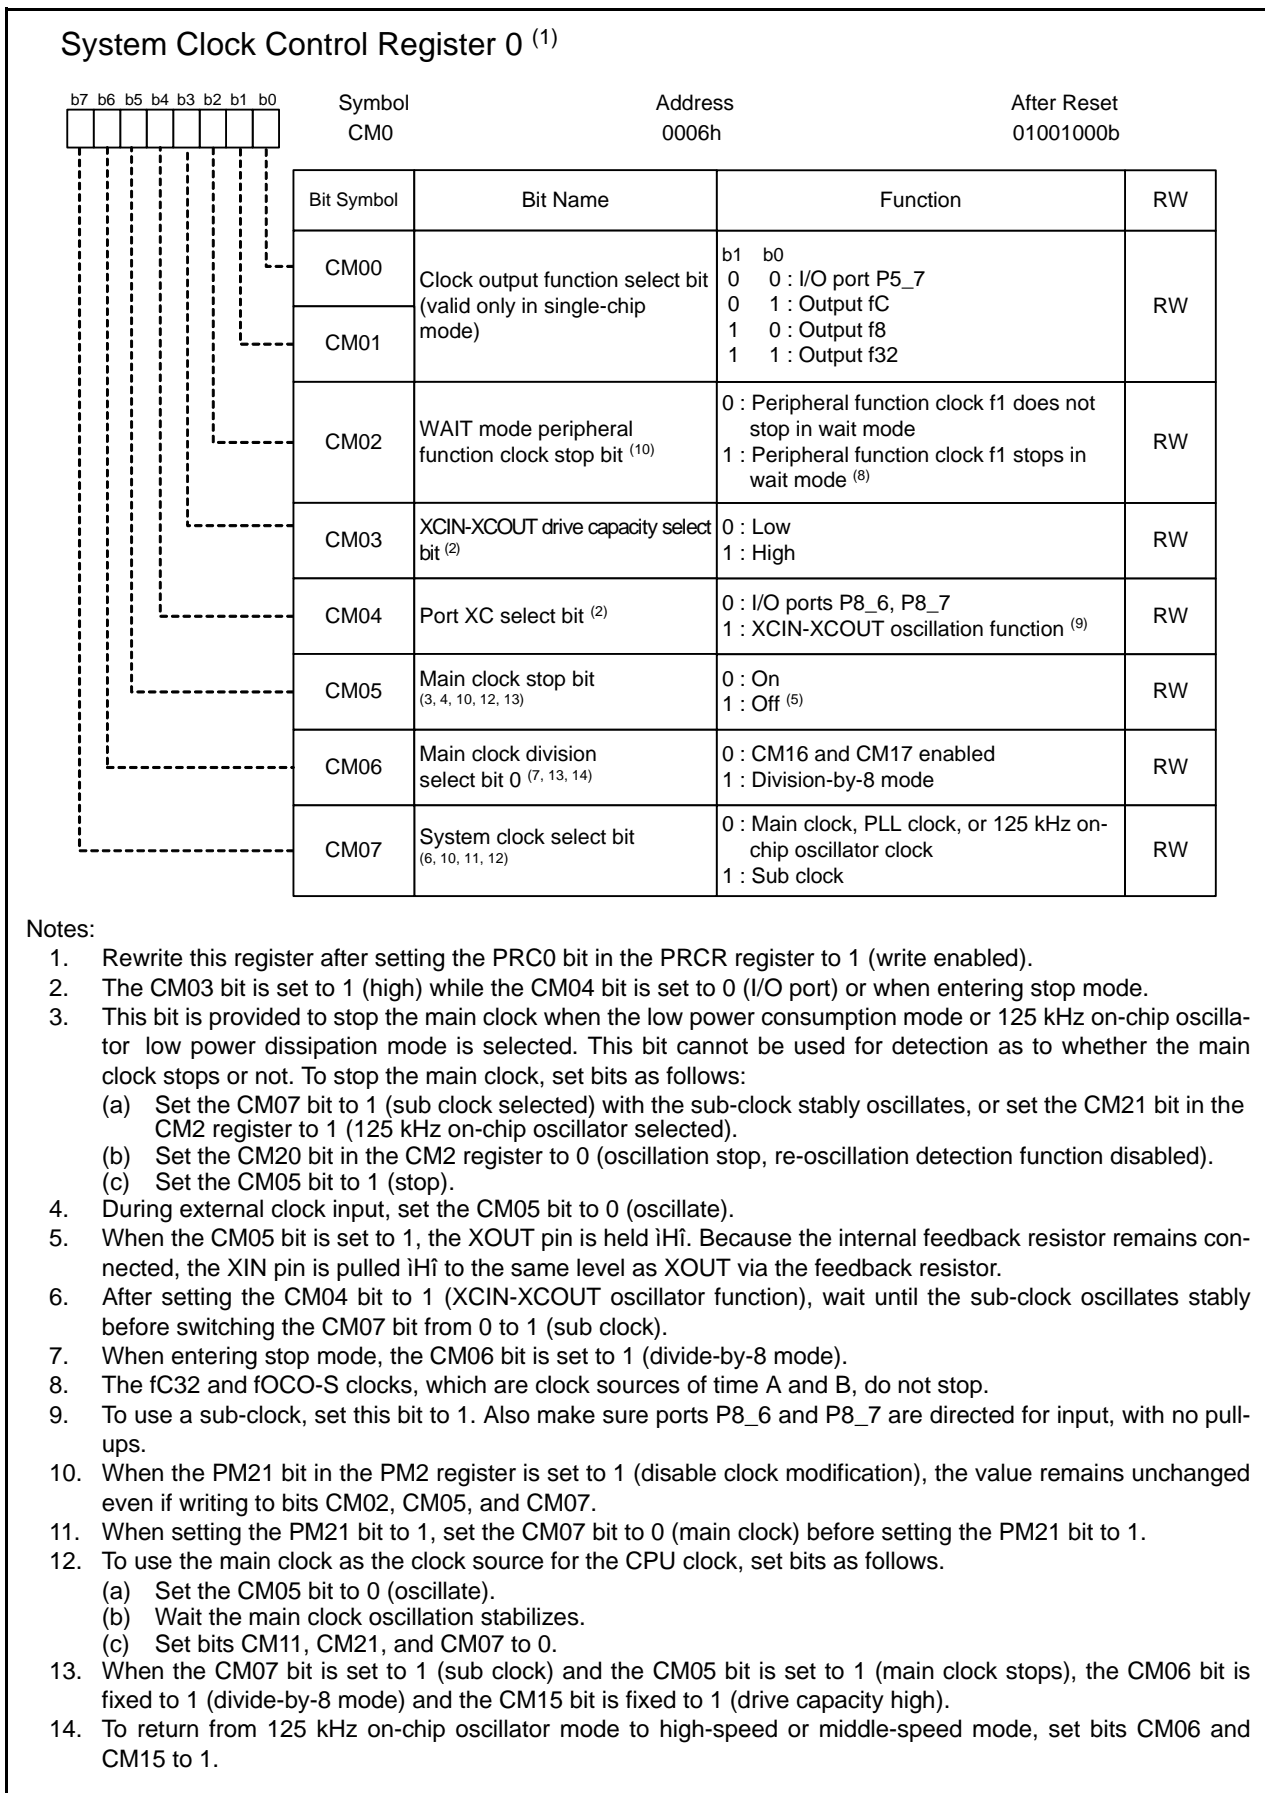 System Clock Control Register 0 (1)
b7 b6 b5 b4 b3 b2 b1 b0
Symbol Address After Reset
CM0 0006h 01001000b
Bit Symbol Bit Name Function RW
CM00
CM01
Clock output function select bit
(valid only in single-chip
mode)
b1 b0
0 0 : I/O port P5_7
0 1 : Output fC
1 0 : Output f8
1 1 : Output f32
RW
CM02
WAIT mode peripheral
function clock stop bit (10)
0 : Peripheral function clock f1 does not
stop in wait mode
1 : Peripheral function clock f1 stops in
wait mode (8)
RW
CM03
XCIN-XCOUT drive capacity select
bit (2)
0 : Low
1 : High
RW
CM04
Port XC select bit (2)
0 : I/O ports P8_6, P8_7
1 : XCIN-XCOUT oscillation function (9)
RW
CM05
Main clock stop bit
(3, 4, 10, 12, 13)
0 : On
1 : Off (5)
RW
CM06
Main clock division
select bit 0 (7, 13, 14)
0 : CM16 and CM17 enabled
1 : Division-by-8 mode
RW
CM07
System clock select bit
(6, 10, 11, 12)
0 : Main clock, PLL clock, or 125 kHz on-
chip oscillator clock
1 : Sub clock
RW
Notes:
1. Rewrite this register after setting the PRC0 bit in the PRCR register to 1 (write enabled).
2. The CM03 bit is set to 1 (high) while the CM04 bit is set to 0 (I/O port) or when entering stop mode.
3. This bit is provided to stop the main clock when the low power consumption mode or 125 kHz on-chip oscilla-
tor low power dissipation mode is selected. This bit cannot be used for detection as to whether the main
clock stops or not. To stop the main clock, set bits as follows:
(a) Set the CM07 bit to 1 (sub clock selected) with the sub-clock stably oscillates, or set the CM21 bit in the
CM2 register to 1 (125 kHz on-chip oscillator selected).
(b) Set the CM20 bit in the CM2 register to 0 (oscillation stop, re-oscillation detection function disabled).
(c) Set the CM05 bit to 1 (stop).
4. During external clock input, set the CM05 bit to 0 (oscillate).
5. When the CM05 bit is set to 1, the XOUT pin is held ìHî. Because the internal feedback resistor remains con-
nected, the XIN pin is pulled ìHî to the same level as XOUT via the feedback resistor.
6. After setting the CM04 bit to 1 (XCIN-XCOUT oscillator function), wait until the sub-clock oscillates stably
before switching the CM07 bit from 0 to 1 (sub clock).
7. When entering stop mode, the CM06 bit is set to 1 (divide-by-8 mode).
8. The fC32 and fOCO-S clocks, which are clock sources of time A and B, do not stop.
9. To use a sub-clock, set this bit to 1. Also make sure ports P8_6 and P8_7 are directed for input, with no pull-
ups.
10. When the PM21 bit in the PM2 register is set to 1 (disable clock modification), the value remains unchanged
even if writing to bits CM02, CM05, and CM07.
11. When setting the PM21 bit to 1, set the CM07 bit to 0 (main clock) before setting the PM21 bit to 1.
12. To use the main clock as the clock source for the CPU clock, set bits as follows.
(a) Set the CM05 bit to 0 (oscillate).
(b) Wait the main clock oscillation stabilizes.
(c) Set bits CM11, CM21, and CM07 to 0.
13. When the CM07 bit is set to 1 (sub clock) and the CM05 bit is set to 1 (main clock stops), the CM06 bit is
fixed to 1 (divide-by-8 mode) and the CM15 bit is fixed to 1 (drive capacity high).
14. To return from 125 kHz on-chip oscillator mode to high-speed or middle-speed mode, set bits CM06 and
CM15 to 1.